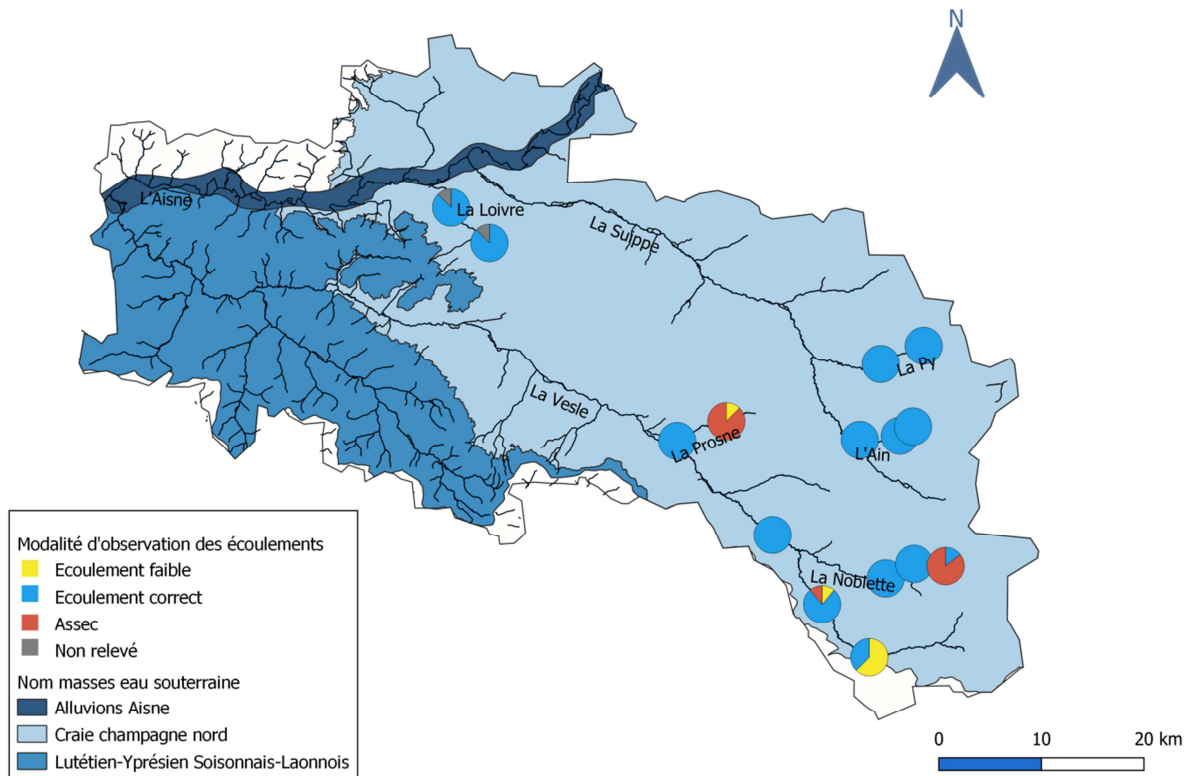 N
L'Aisne
La Loivre
La Suippe
La Py
La Vesle
La Prosne
L'Ain
La Noblette
Modalité d'observation des écoulements
Ecoulement faible
Ecoulement correct
Assec
Non relevé
Nom masses eau souterraine
Alluvions Aisne
Craie champagne nord
Lutétien-Yprésien Soisonnais-Laonnois
0 10 20 km